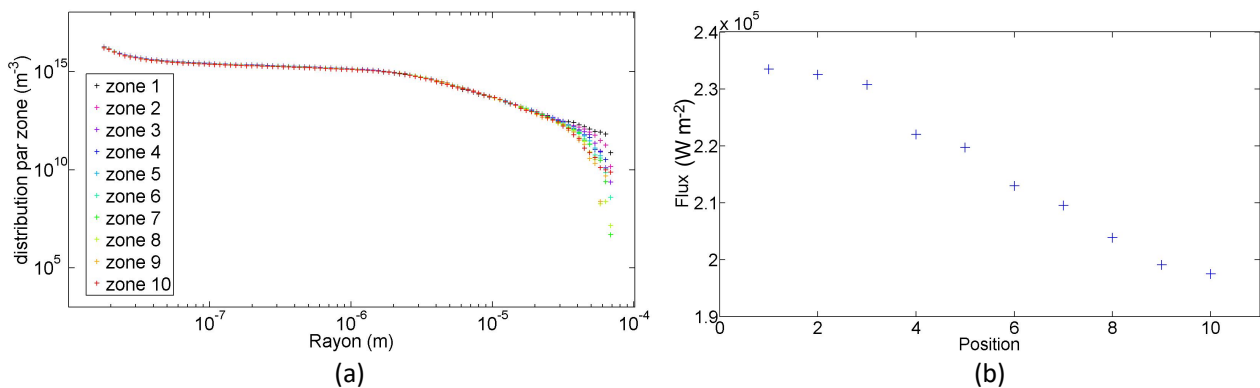 distribution par zone (m-3)
10^15
10^10
10^5
zone 1
zone 2
zone 3
zone 4
zone 5
zone 6
zone 7
zone 8
zone 9
zone 10
10^-7
10^-6
10^-5
10^-4
Rayon (m)
(a)
2.4 x 10^5
2.3
2.2
2.1
2
1.9
Flux (W m-2)
0
2
4
6
8
10
Position
(b)